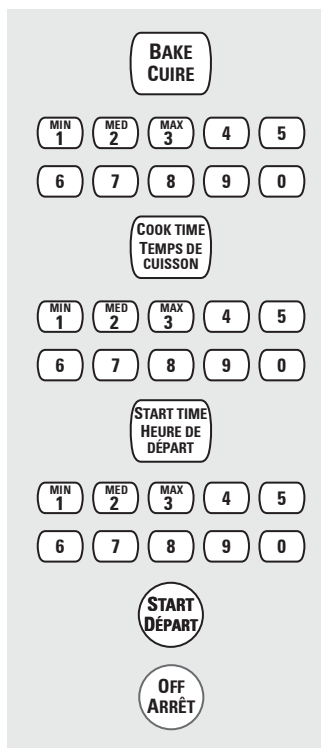 BAKE
CUIRE
MIN MED MAX
1 2 3 4 5
6 7 8 9 0
COOK TIME
TEMPS DE
CUISSON
MIN MED MAX
1 2 3 4 5
6 7 8 9 0
START TIME
HEURE DE
DÉPART
MIN MED MAX
1 2 3 4 5
6 7 8 9 0
START
DÉPART
OFF
ARRÊT